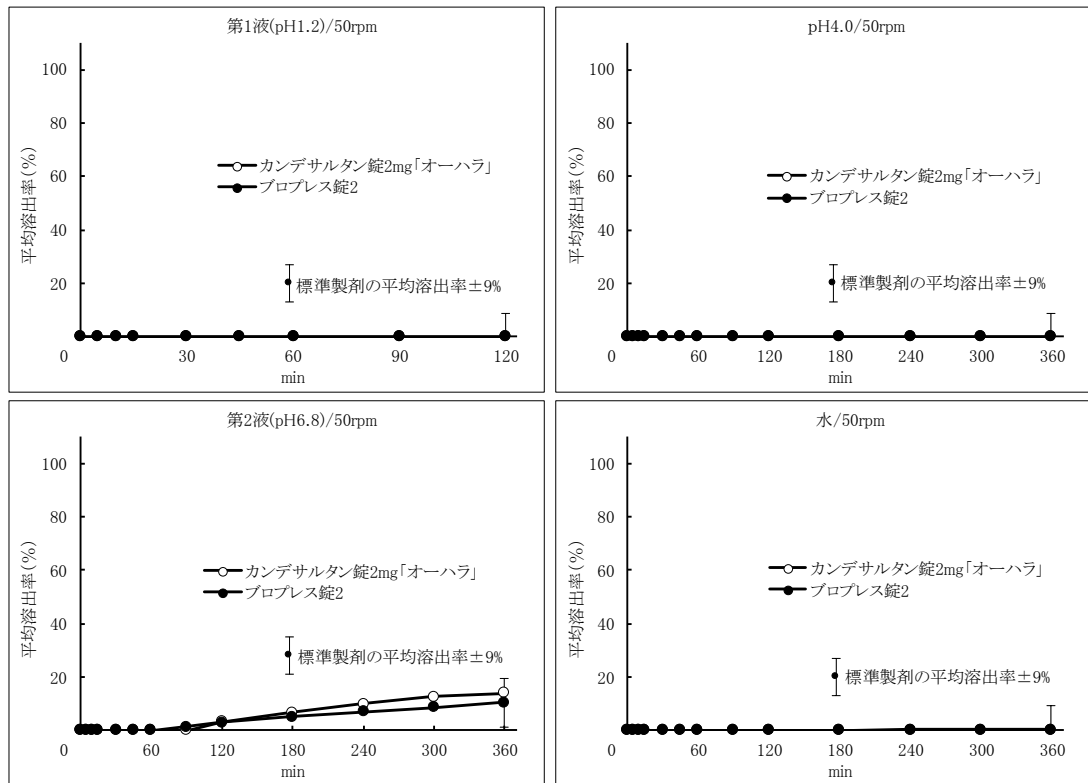 第1液(pH1.2)/50rpm
100
80
60
40
20
0
平均溶出率(%)
カンデサルタン錠2mg｢オーハラ｣
ブロプレス錠2
標準製剤の平均溶出率±9%
30
60
90
120
min
pH4.0/50rpm
100
80
60
40
20
0
平均溶出率(%)
カンデサルタン錠2mg｢オーハラ｣
ブロプレス錠2
標準製剤の平均溶出率±9%
60
120
180
240
300
360
min
第2液(pH6.8)/50rpm
100
80
60
40
20
0
平均溶出率(%)
カンデサルタン錠2mg｢オーハラ｣
ブロプレス錠2
標準製剤の平均溶出率±9%
60
120
180
240
300
360
min
水/50rpm
100
80
60
40
20
0
平均溶出率(%)
カンデサルタン錠2mg｢オーハラ｣
ブロプレス錠2
標準製剤の平均溶出率±9%
60
120
180
240
300
360
min